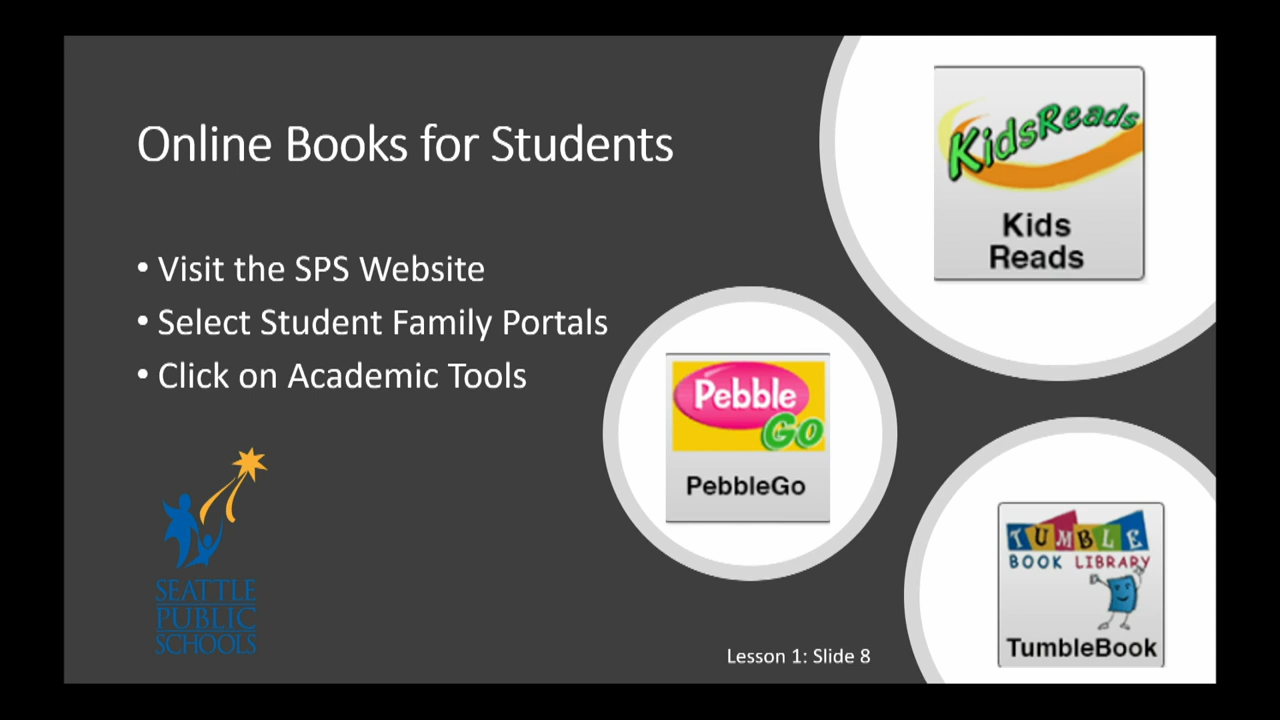 Online Books for Students
• Visit the SPS Website
• Select Student Family Portals
• Click on Academic Tools
KidsReads
Kids
Reads
Pebble
Go
PebbleGo
TUMBLE
BOOK LIBRARY
TumbleBook
SEATTLE
PUBLIC
SCHOOLS
Lesson 1: Slide 8